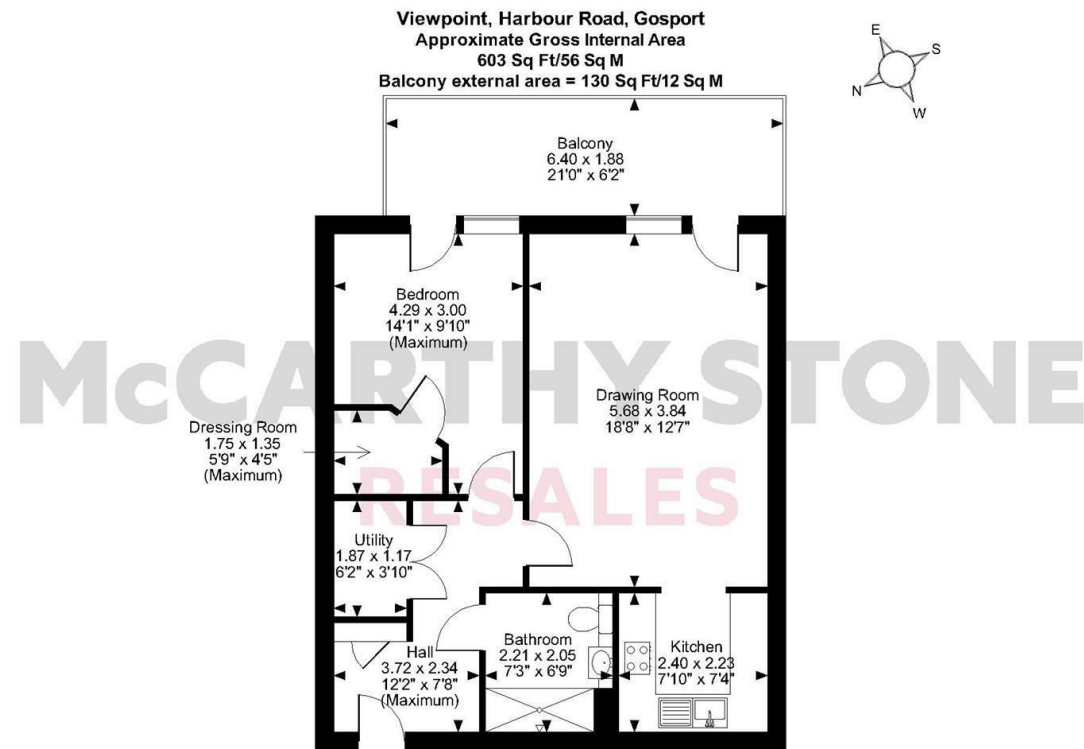 Viewpoint, Harbour Road, Gosport
Approximate Gross Internal Area
603 Sq Ft/56 Sq M
Balcony external area = 130 Sq Ft/12 Sq M
E
S
N
W
Balcony
6.40 x 1.88
21'0" x 6'2"
Bedroom
4.29 x 3.00
14'1" x 9'10"
(Maximum)
McCARTHY STONE
RESALES
Drawing Room
5.68 x 3.84
18'8" x 12'7"
Dressing Room
1.75 x 1.35
5'9" x 4'5"
(Maximum)
Utility
1.87 x 1.17
6'2" x 3'10"
Hall
3.72 x 2.34
12'2" x 7'8"
(Maximum)
Bathroom
2.21 x 2.05
7'3" x 6'9"
Kitchen
2.40 x 2.23
7'10" x 7'4"